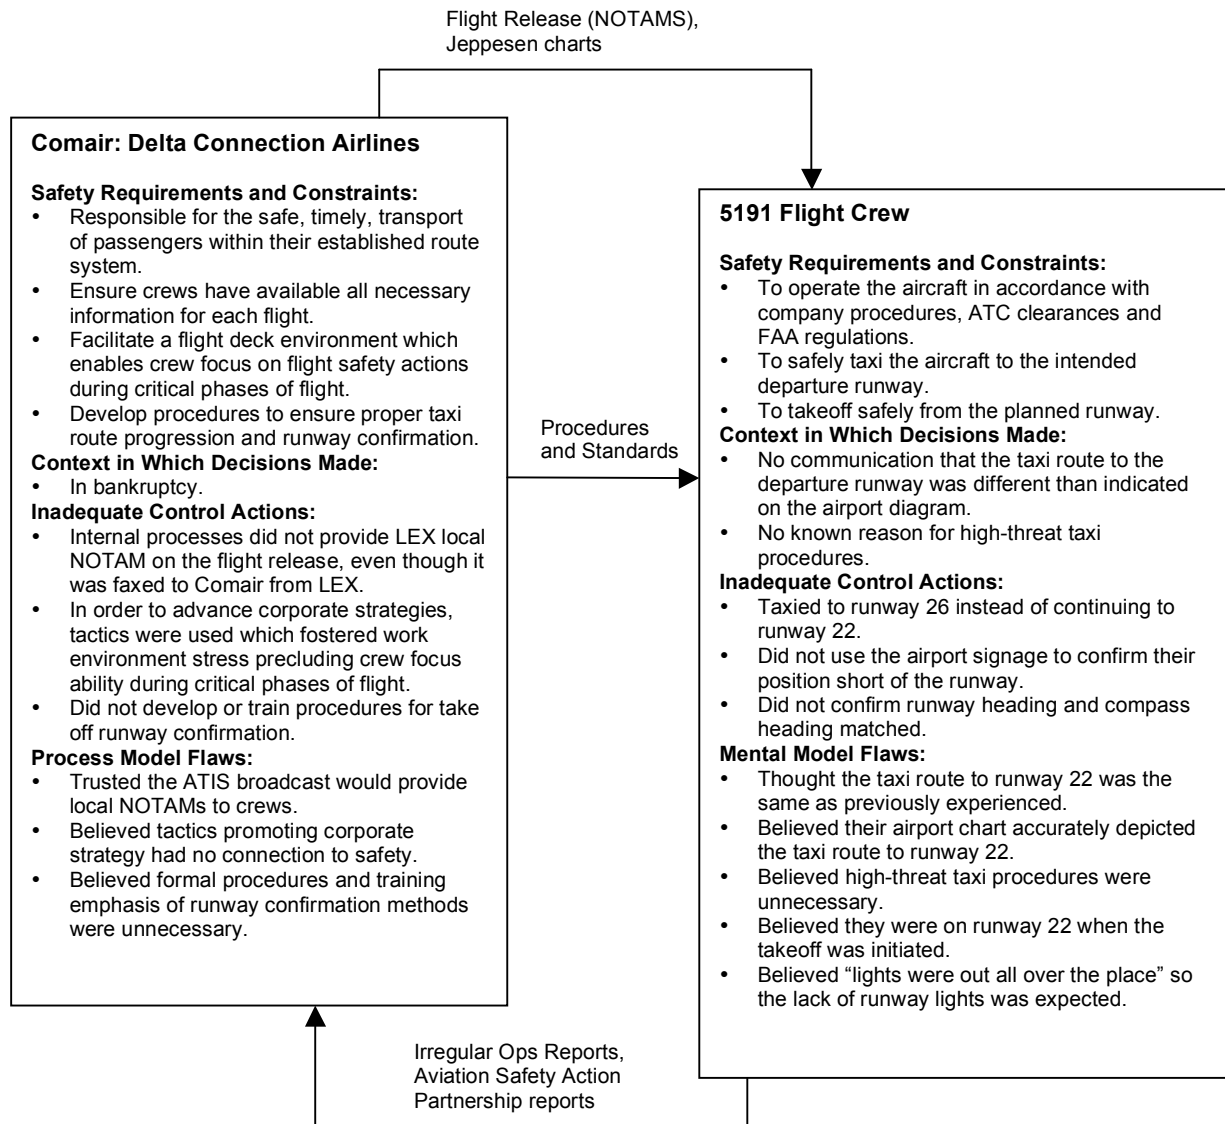 Flight Release (NOTAMS),
Jeppesen charts
Comair: Delta Connection Airlines
Safety Requirements and Constraints:
• Responsible for the safe, timely, transport
of passengers within their established route
system.
• Ensure crews have available all necessary
information for each flight.
• Facilitate a flight deck environment which
enables crew focus on flight safety actions
during critical phases of flight.
• Develop procedures to ensure proper taxi
route progression and runway confirmation.
Context in Which Decisions Made:
• In bankruptcy.
Inadequate Control Actions:
• Internal processes did not provide LEX local
NOTAM on the flight release, even though it
was faxed to Comair from LEX.
• In order to advance corporate strategies,
tactics were used which fostered work
environment stress precluding crew focus
ability during critical phases of flight.
• Did not develop or train procedures for take
off runway confirmation.
Process Model Flaws:
• Trusted the ATIS broadcast would provide
local NOTAMs to crews.
• Believed tactics promoting corporate
strategy had no connection to safety.
• Believed formal procedures and training
emphasis of runway confirmation methods
were unnecessary.
Procedures
and Standards
5191 Flight Crew
Safety Requirements and Constraints:
• To operate the aircraft in accordance with
company procedures, ATC clearances and
FAA regulations.
• To safely taxi the aircraft to the intended
departure runway.
• To takeoff safely from the planned runway.
Context in Which Decisions Made:
• No communication that the taxi route to the
departure runway was different than indicated
on the airport diagram.
• No known reason for high-threat taxi
procedures.
Inadequate Control Actions:
• Taxied to runway 26 instead of continuing to
runway 22.
• Did not use the airport signage to confirm their
position short of the runway.
• Did not confirm runway heading and compass
heading matched.
Mental Model Flaws:
• Thought the taxi route to runway 22 was the
same as previously experienced.
• Believed their airport chart accurately depicted
the taxi route to runway 22.
• Believed high-threat taxi procedures were
unnecessary.
• Believed they were on runway 22 when the
takeoff was initiated.
• Believed “lights were out all over the place” so
the lack of runway lights was expected.
Irregular Ops Reports,
Aviation Safety Action
Partnership reports